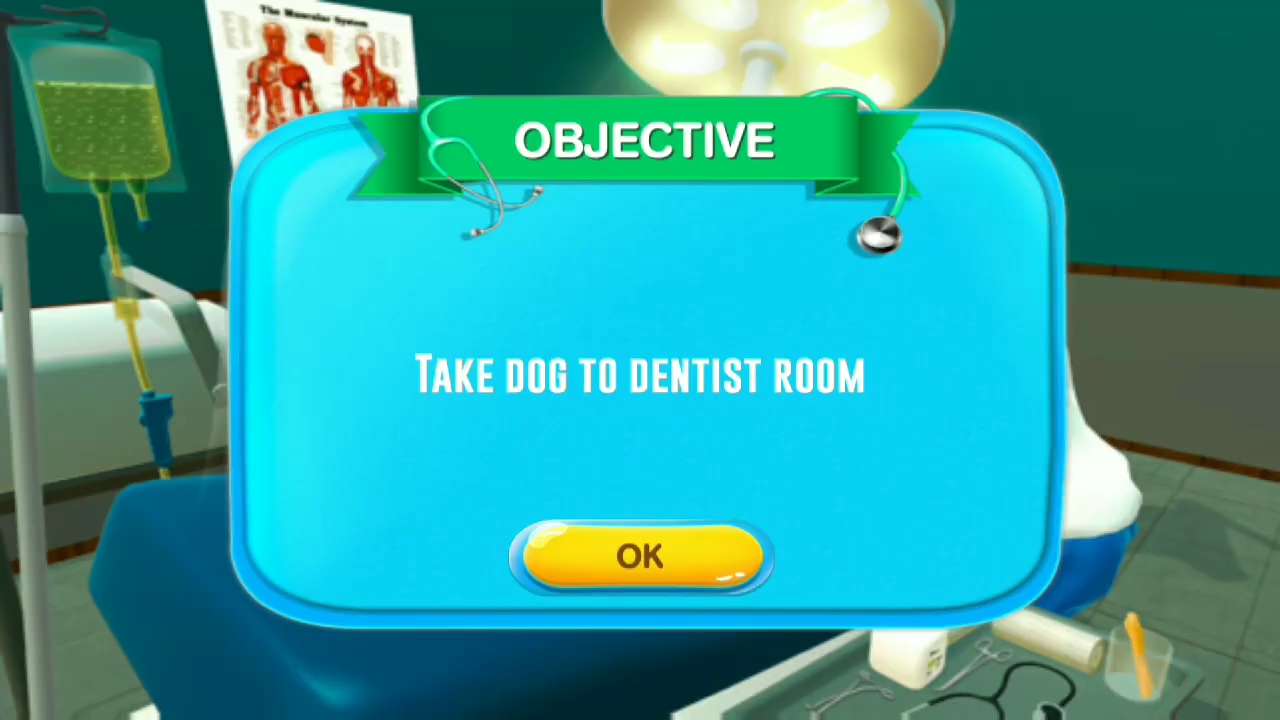 The Muscular System
OBJECTIVE
TAKE DOG TO DENTIST ROOM
OK